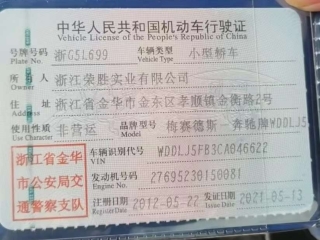 中华人民共和国机动车行驶证
Vehicle License of the People's Republic of China
号牌号码 浙G5L699 车辆类型 小型轿车
Plate No. Vehicle Type
所有人 浙江荣胜实业有限公司
Owner
住址 浙江省金华市金东区孝顺镇金衡路2号
Address
使用性质 非营运 品牌型号 梅赛德斯-奔驰牌WDDLJ5
Use Character Model
浙江省金华
市公安局交
通警察支队
车辆识别代号 WDDLJ5FB3CA046622
VIN
发动机号码 27695230150081
Engine No.
注册日期 2012-05-22 发证日期 2021-05-13
Register Date Issue Date